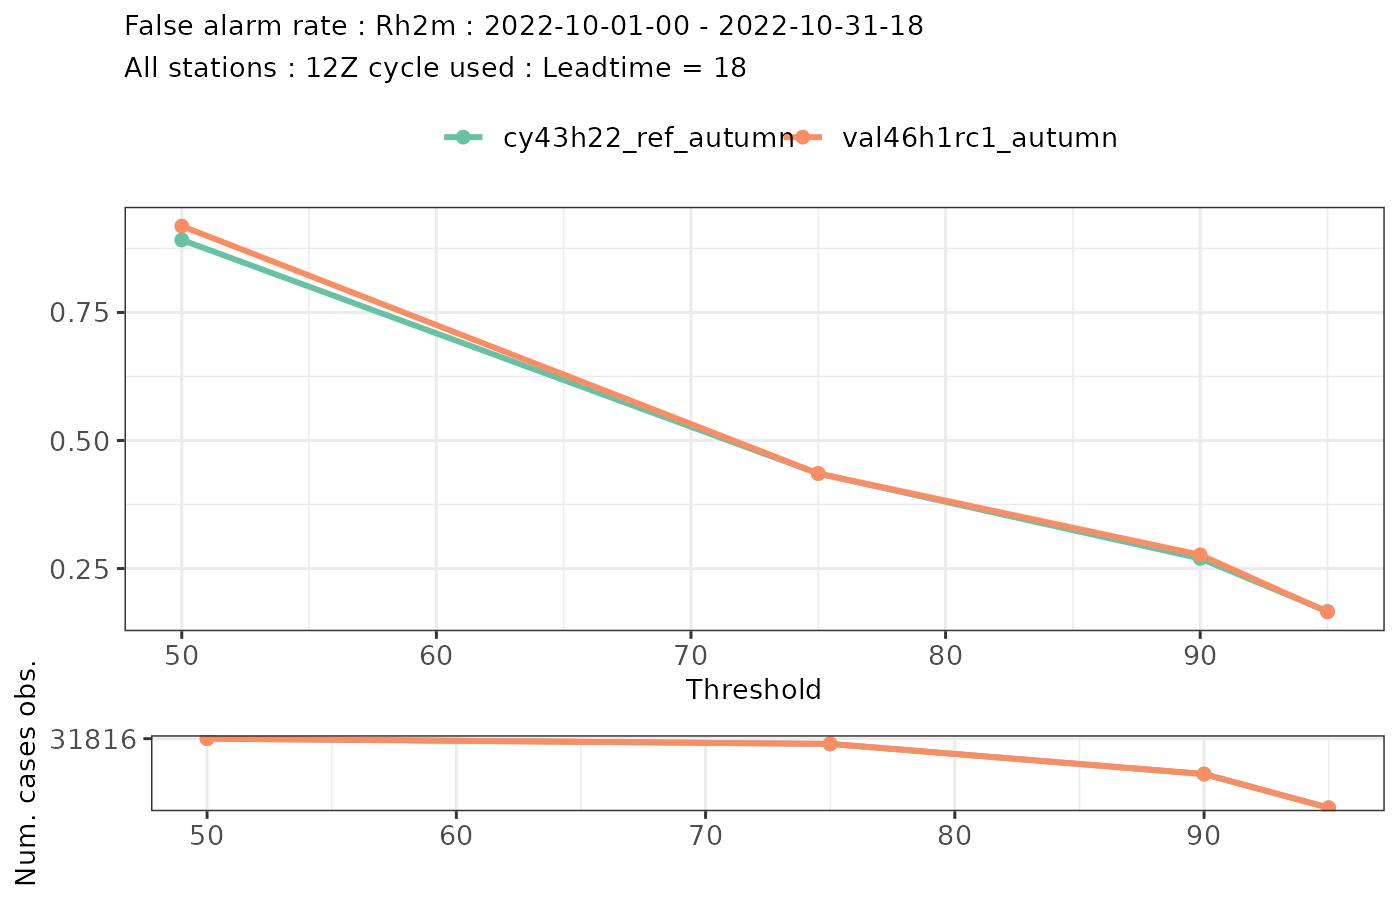 False alarm rate : Rh2m : 2022-10-01-00 - 2022-10-31-18
All stations : 12Z cycle used : Leadtime = 18
cy43h22_ref_autumn val46h1rc1_autumn
0.75
0.50
0.25
50 60 70 80 90
Threshold
Num. cases obs.
31816
50 60 70 80 90